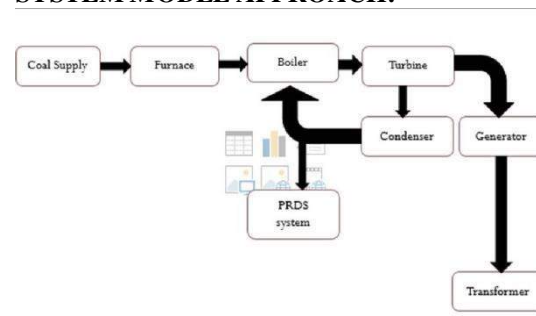 SYSTEM MODEL APPROACH:
Coal Supply
Furnace
Boiler
Turbine
Condenser
Generator
PRDS
system
Transformer